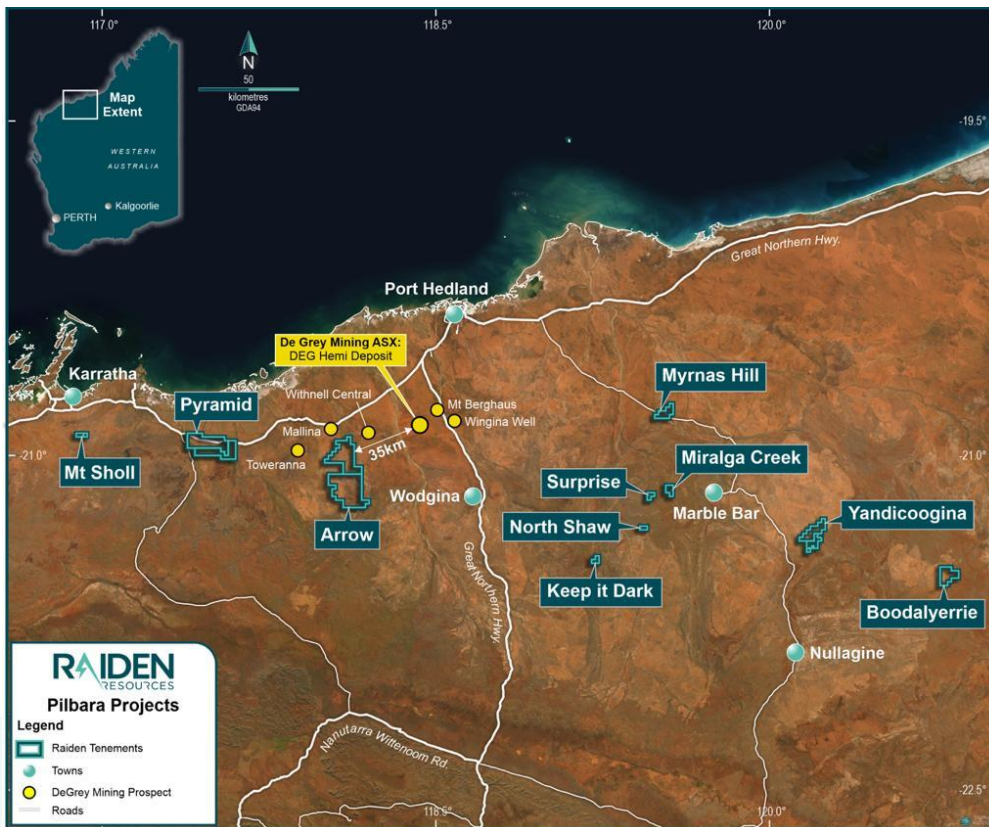 117.0°
118.5°
120.0°
Map
Extent
WESTERN
AUSTRALIA
PERTH
Kalgoorlie
N
50
kilometres
GDA94
-19.5°
Great Northern Hwy.
Port Hedland
De Grey Mining ASX:
DEG Hemi Deposit
Karratha
Pyramid
Withnell Central
Mt Berghaus
Wingina Well
Mallina
Toweranna
35km
Myrnas Hill
-21.0°
-21.0°
Mt Sholl
Arrow
Wodgina
Surprise
Miralga Creek
Marble Bar
North Shaw
Yandicoogina
Keep it Dark
Boodalyerrie
Great Northern Hwy.
Nullagine
Nanutarra Wittenoom Rd.
RAIDEN
RESOURCES
Pilbara Projects
Legend
Raiden Tenements
Towns
DeGrey Mining Prospect
Roads
-22.5°
118.5°
120.0°